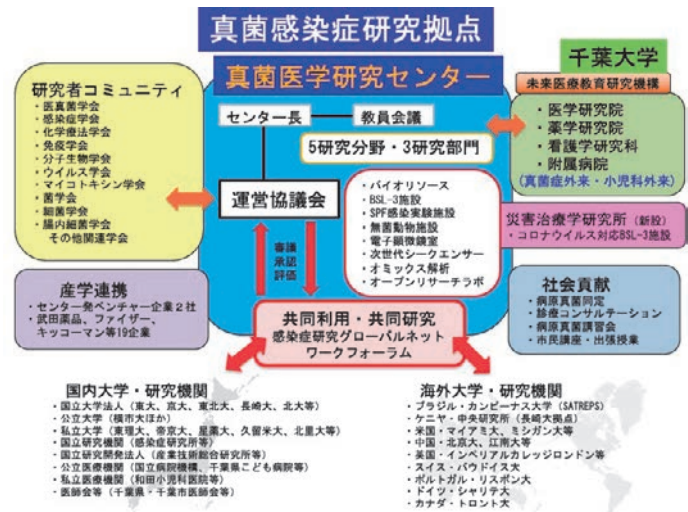 真菌感染症研究拠点
真菌医学研究センター
センター長
教員会議
5研究分野・3研究部門
運営協議会
・バイオリソース
・BSL-3施設
・SPF感染実験施設
・無菌動物施設
・電子顕微鏡室
・次世代シークエンサー
・オミックス解析
・オープンリサーチラボ
審議
承認
評価
共同利用・共同研究
感染症研究グローバルネット
ワークフォーラム
研究者コミュニティ
・医真菌学会
・感染症学会
・化学療法学会
・免疫学会
・分子生物学会
・ウイルス学会
・マイコトキシン学会
・菌学会
・細菌学会
・腸内細菌学会
その他関連学会
産学連携
・センター発ベンチャー企業2社
・武田薬品、ファイザー、
キッコーマン等19企業
千葉大学
未来医療教育研究機構
・医学研究院
・薬学研究院
・看護学研究科
・附属病院
(真菌症外来・小児科外来)
災害治療学研究所(新設)
・コロナウイルス対応BSL-3施設
社会貢献
・病原真菌同定
・診療コンサルテーション
・病原真菌講習会
・市民講座・出張授業
国内大学・研究機関
・国立大学法人(東大、京大、東北大、長崎大、北大等)
・公立大学(横市大ほか)
・私立大学(東理大、帝京大、星薬大、久留米大、北里大等)
・国立研究機関(感染症研究所等)
・国立研究開発法人(産業技術総合研究所等)
・公立医療機関(国立病院機構、千葉県こども病院等)
・私立医療機関(和田小児科医院等)
・医師会等(千葉県・千葉市医師会等)
海外大学・研究機関
・ブラジル・カンピーナス大学(SATREPS)
・ケニヤ・中央研究所(長崎大拠点)
・米国・マイアミ大、ミシガン大等
・中国・北京大、江南大等
・英国・インペリアルカレッジロンドン等
・スイス・パウドイス大
・ポルトガル・リスボン大
・ドイツ・シャリテ大
・カナダ・トロント大